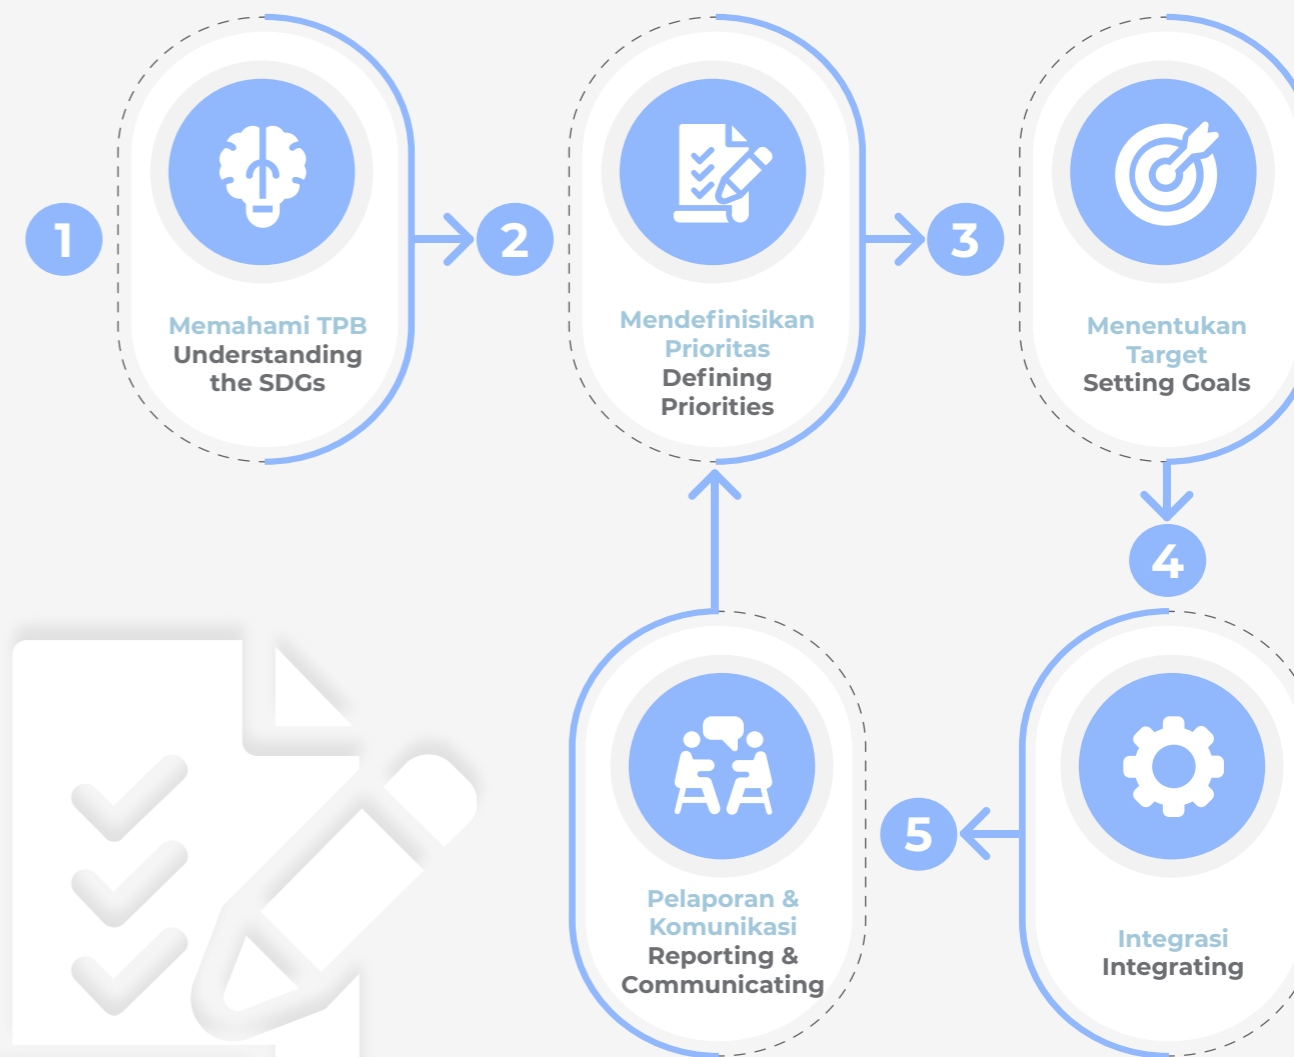 1
Memahami TPB
Understanding
the SDGs
2
Mendefinisikan
Prioritas
Defining
Priorities
3
Menentukan
Target
Setting Goals
4
Integrasi
Integrating
5
Pelaporan &
Komunikasi
Reporting &
Communicating